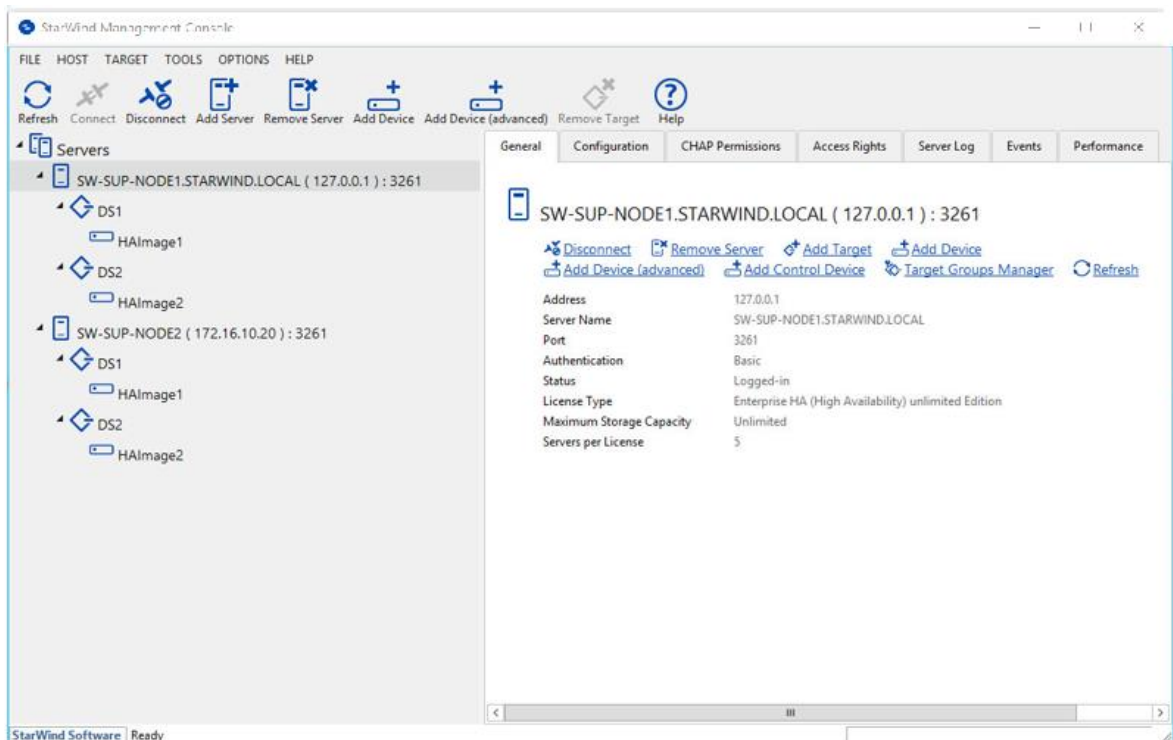 StarWind Management Console
FILE HOST TARGET TOOLS OPTIONS HELP
Refresh Connect Disconnect Add Server Remove Server Add Device Add Device (advanced) Remove Target Help
Servers
SW-SUP-NODE1.STARWIND.LOCAL ( 127.0.0.1 ) : 3261
DS1
HAImage1
DS2
HAImage2
SW-SUP-NODE2 ( 172.16.10.20 ) : 3261
DS1
HAImage1
DS2
HAImage2
General Configuration CHAP Permissions Access Rights Server Log Events Performance
SW-SUP-NODE1.STARWIND.LOCAL ( 127.0.0.1 ) : 3261
Disconnect Remove Server Add Target Add Device
Add Device (advanced) Add Control Device Target Groups Manager Refresh
Address 127.0.0.1
Server Name SW-SUP-NODE1.STARWIND.LOCAL
Port 3261
Authentication Basic
Status Logged-in
License Type Enterprise HA (High Availability) unlimited Edition
Maximum Storage Capacity Unlimited
Servers per License 5
StarWind Software Ready